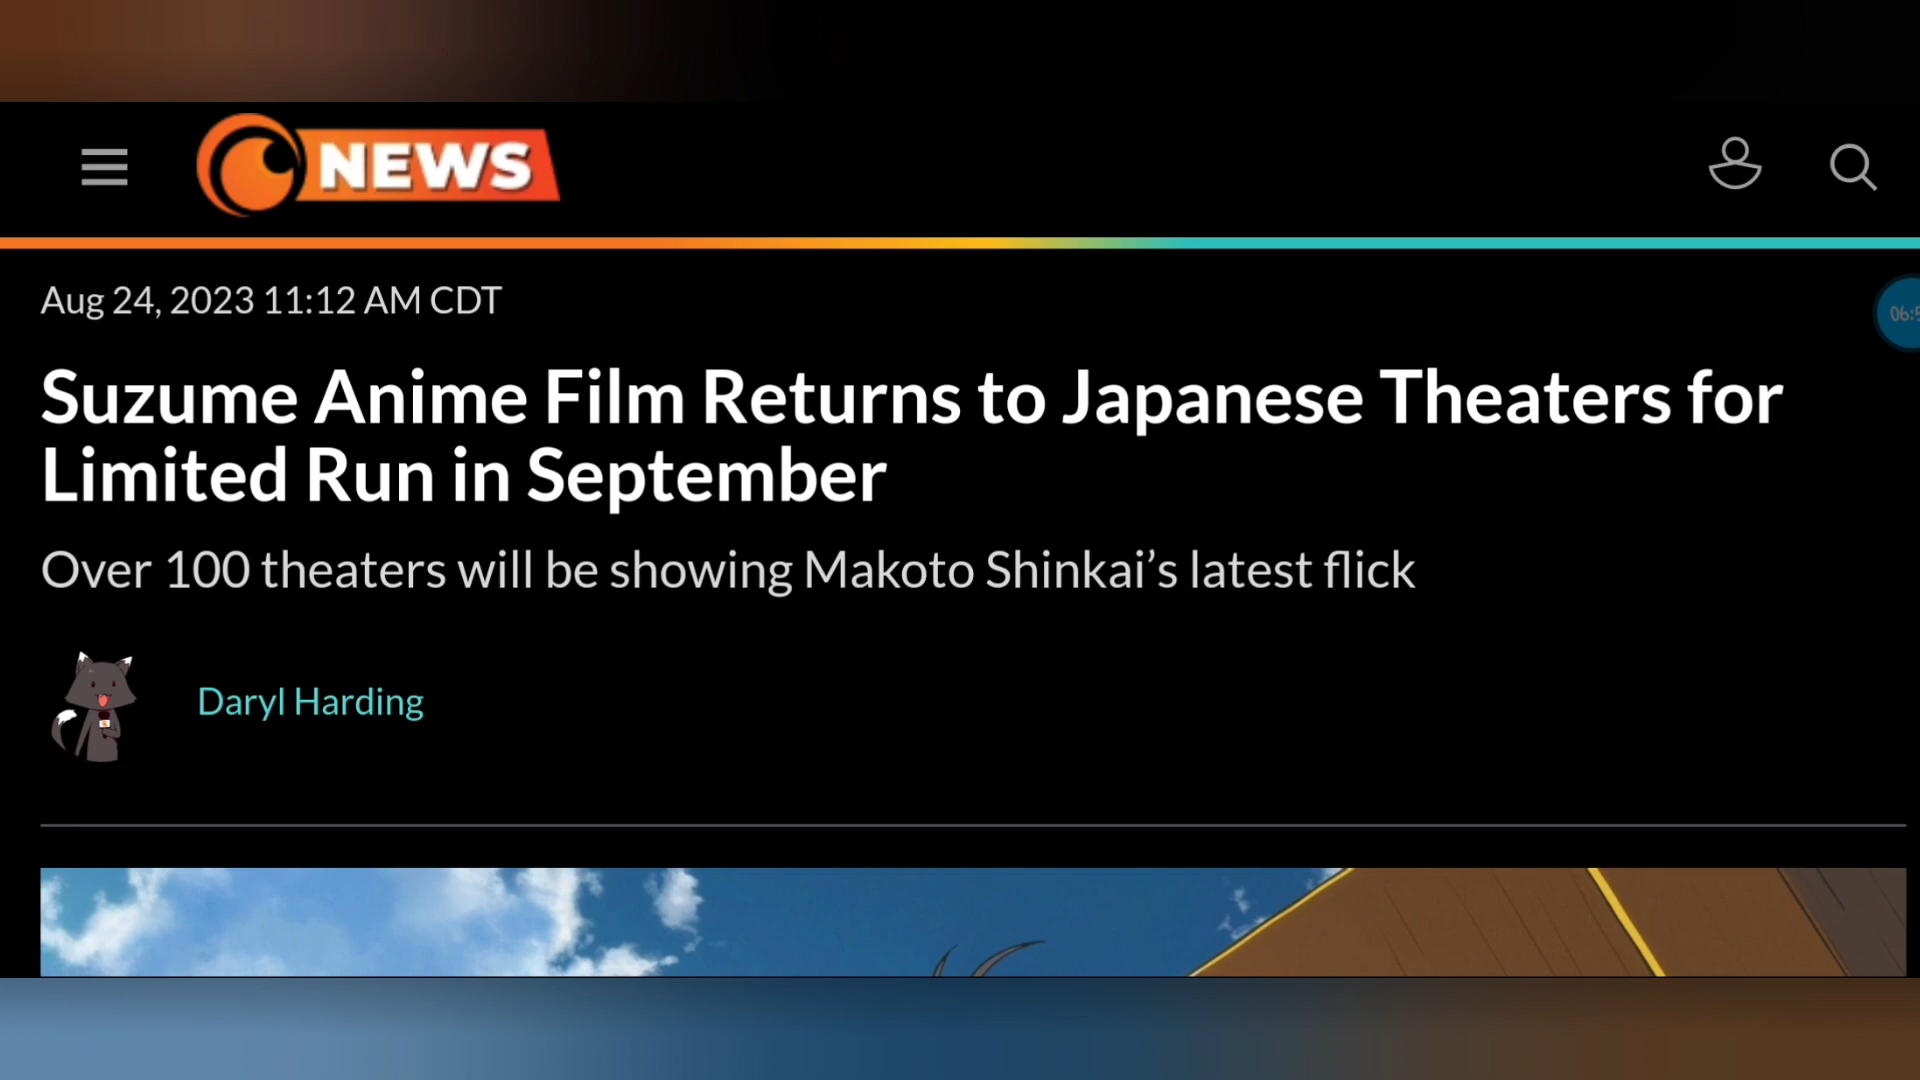 NEWS
Aug 24, 2023 11:12 AM CDT
Suzume Anime Film Returns to Japanese Theaters for
Limited Run in September
Over 100 theaters will be showing Makoto Shinkai’s latest flick
Daryl Harding